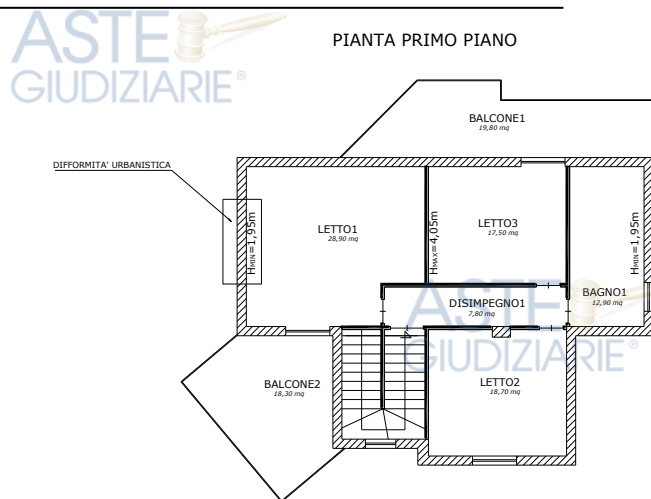 ASTE
GIUDIZIARIE®
PIANTA PRIMO PIANO
BALCONE1
19,80 mq
DIFFORMITA' URBANISTICA
LETTO1
28,90 mq
HMIN=1,95m
HMAX=4,05m
LETTO3
17,50 mq
HMIN=1,95m
BAGNO1
12,90 mq
DISIMPEGNO1
7,80 mq
ASTE
GIUDIZIARIE®
BALCONE2
18,30 mq
LETTO2
18,70 mq